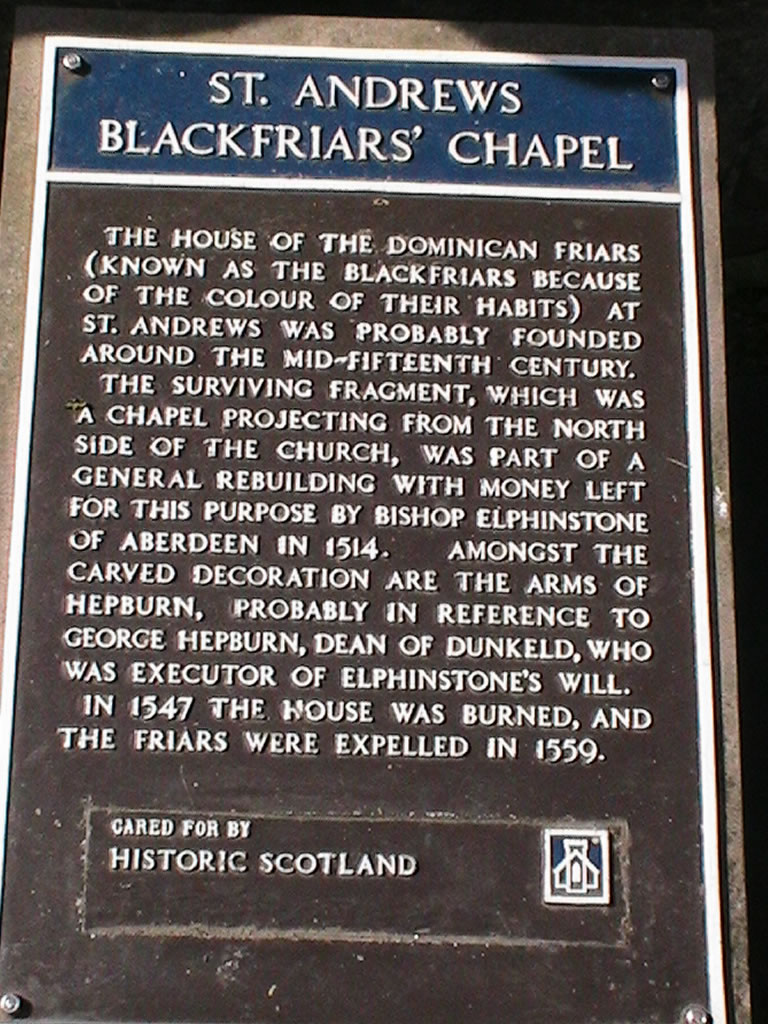 ST. ANDREWS
BLACKFRIARS' CHAPEL
THE HOUSE OF THE DOMINICAN FRIARS
(KNOWN AS THE BLACKFRIARS BECAUSE
OF THE COLOUR OF THEIR HABITS) AT
ST. ANDREWS WAS PROBABLY FOUNDED
AROUND THE MID-FIFTEENTH CENTURY.
THE SURVIVING FRAGMENT, WHICH WAS
A CHAPEL PROJECTING FROM THE NORTH
SIDE OF THE CHURCH, WAS PART OF A
GENERAL REBUILDING WITH MONEY LEFT
FOR THIS PURPOSE BY BISHOP ELPHINSTONE
OF ABERDEEN IN 1514. AMONGST THE
CARVED DECORATION ARE THE ARMS OF
HEPBURN, PROBABLY IN REFERENCE TO
GEORGE HEPBURN, DEAN OF DUNKELD, WHO
WAS EXECUTOR OF ELPHINSTONE'S WILL.
IN 1547 THE HOUSE WAS BURNED, AND
THE FRIARS WERE EXPELLED IN 1559.
CARED FOR BY
HISTORIC SCOTLAND